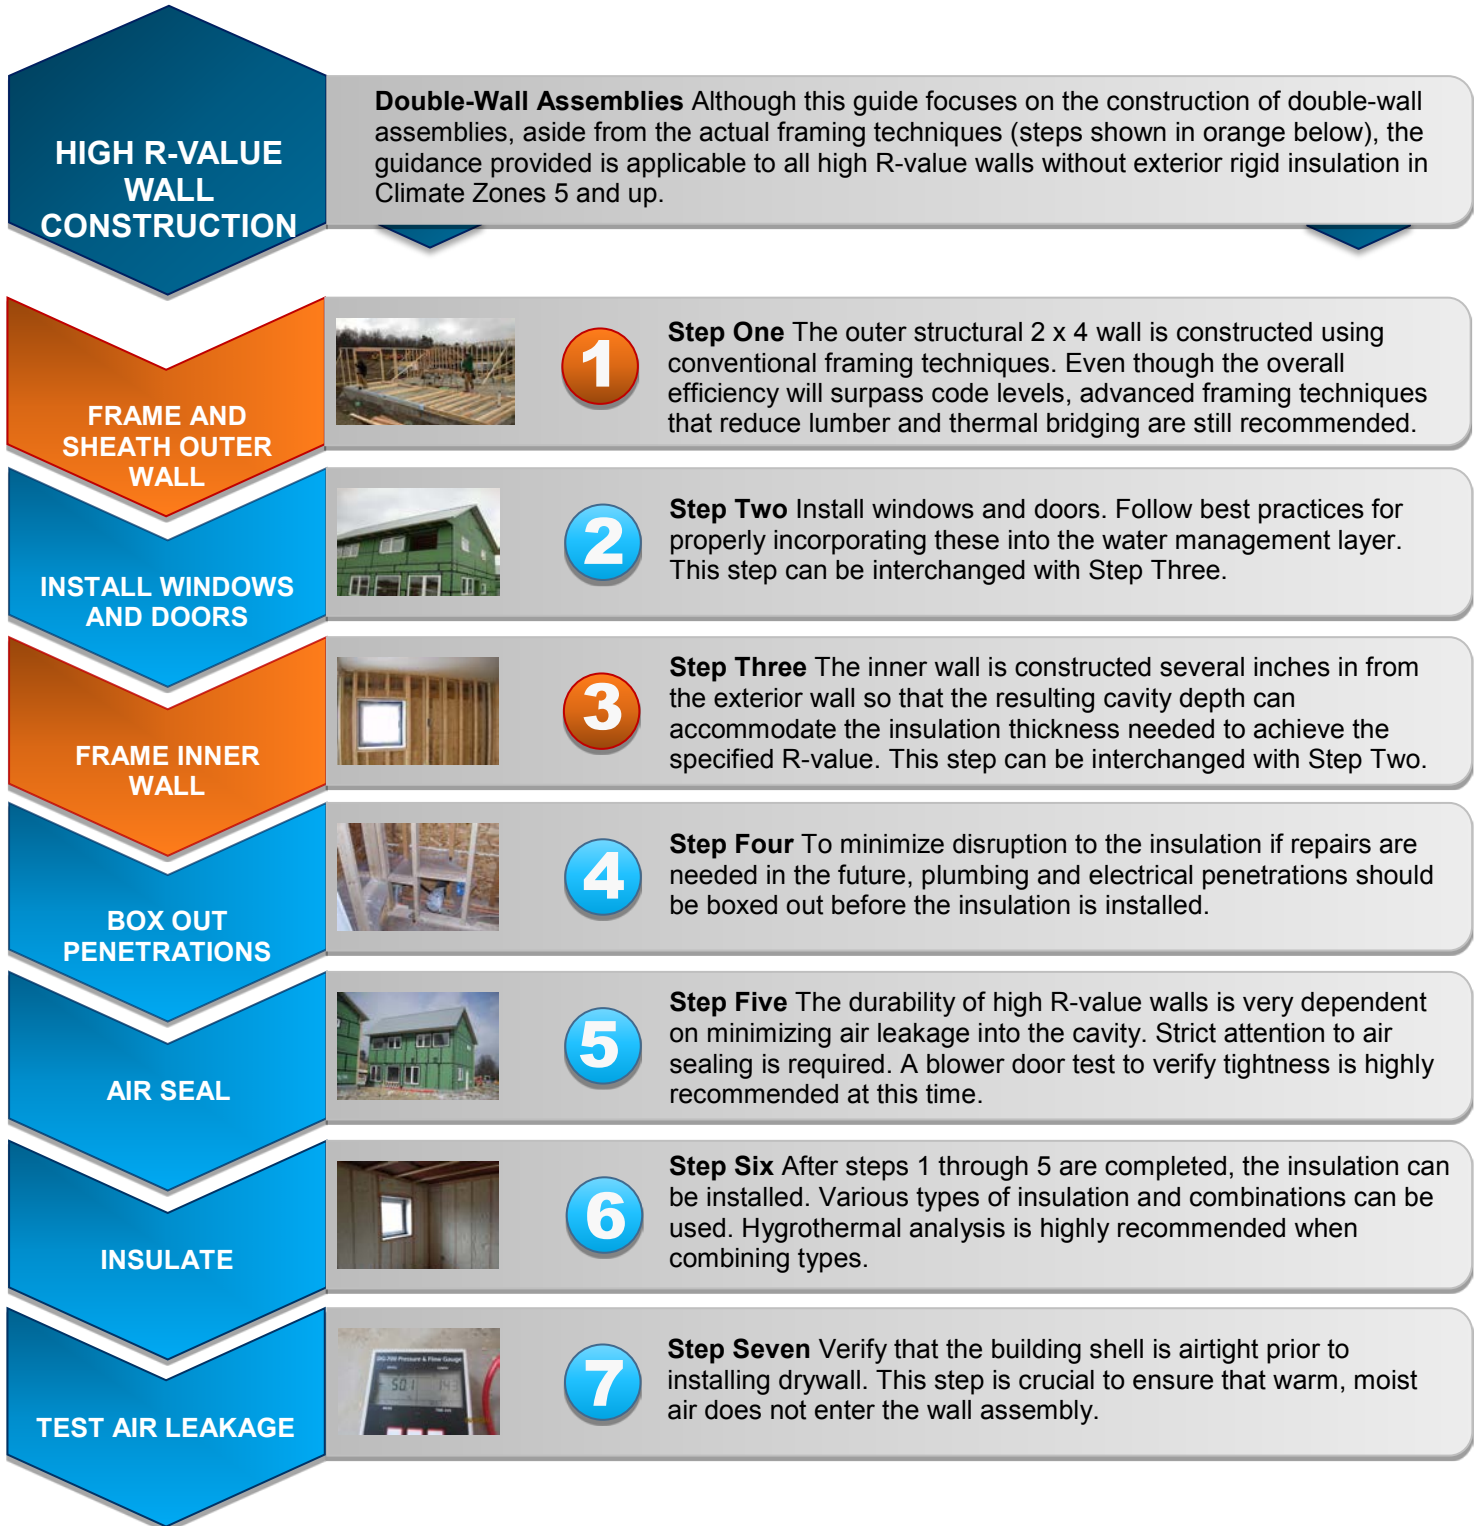 HIGH R-VALUE
WALL
CONSTRUCTION
Double-Wall Assemblies Although this guide focuses on the construction of double-wall
assemblies, aside from the actual framing techniques (steps shown in orange below), the
guidance provided is applicable to all high R-value walls without exterior rigid insulation in
Climate Zones 5 and up.
FRAME AND
SHEATH OUTER
WALL
1
Step One The outer structural 2 x 4 wall is constructed using
conventional framing techniques. Even though the overall
efficiency will surpass code levels, advanced framing techniques
that reduce lumber and thermal bridging are still recommended.
INSTALL WINDOWS
AND DOORS
2
Step Two Install windows and doors. Follow best practices for
properly incorporating these into the water management layer.
This step can be interchanged with Step Three.
FRAME INNER
WALL
3
Step Three The inner wall is constructed several inches in from
the exterior wall so that the resulting cavity depth can
accommodate the insulation thickness needed to achieve the
specified R-value. This step can be interchanged with Step Two.
BOX OUT
PENETRATIONS
4
Step Four To minimize disruption to the insulation if repairs are
needed in the future, plumbing and electrical penetrations should
be boxed out before the insulation is installed.
AIR SEAL
5
Step Five The durability of high R-value walls is very dependent
on minimizing air leakage into the cavity. Strict attention to air
sealing is required. A blower door test to verify tightness is highly
recommended at this time.
INSULATE
6
Step Six After steps 1 through 5 are completed, the insulation can
be installed. Various types of insulation and combinations can be
used. Hygrothermal analysis is highly recommended when
combining types.
TEST AIR LEAKAGE
DG-700 Pressure & Flow Gauge
50.1 143
7
Step Seven Verify that the building shell is airtight prior to
installing drywall. This step is crucial to ensure that warm, moist
air does not enter the wall assembly.